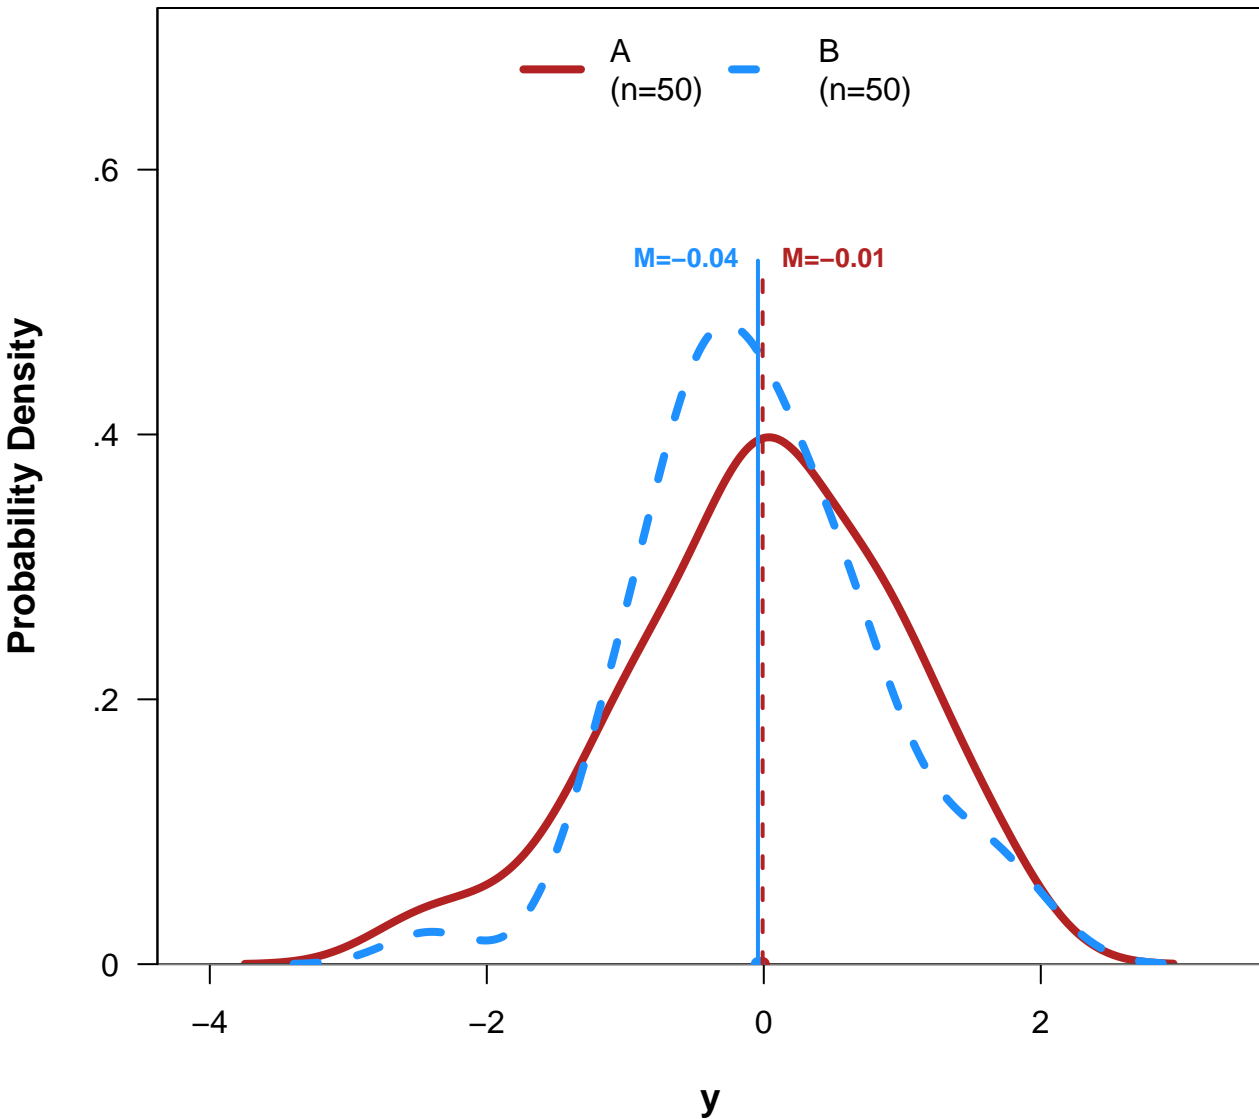 A
(n=50)
B
(n=50)
.6
M=−0.04
M=−0.01
Probability Density
.4
.2
0
−4
−2
0
2
y